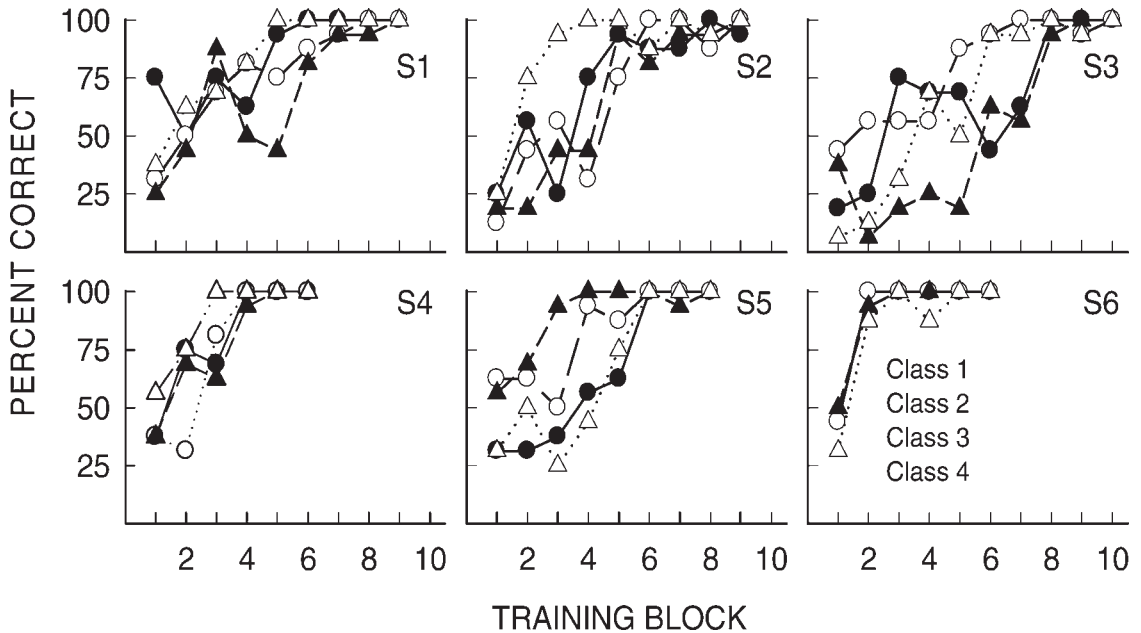 PERCENT CORRECT
100
75
50
25
S1
S2
S3
100
75
50
25
S4
S5
S6
Class 1
Class 2
Class 3
Class 4
2 4 6 8 10
2 4 6 8 10
2 4 6 8 10
TRAINING BLOCK